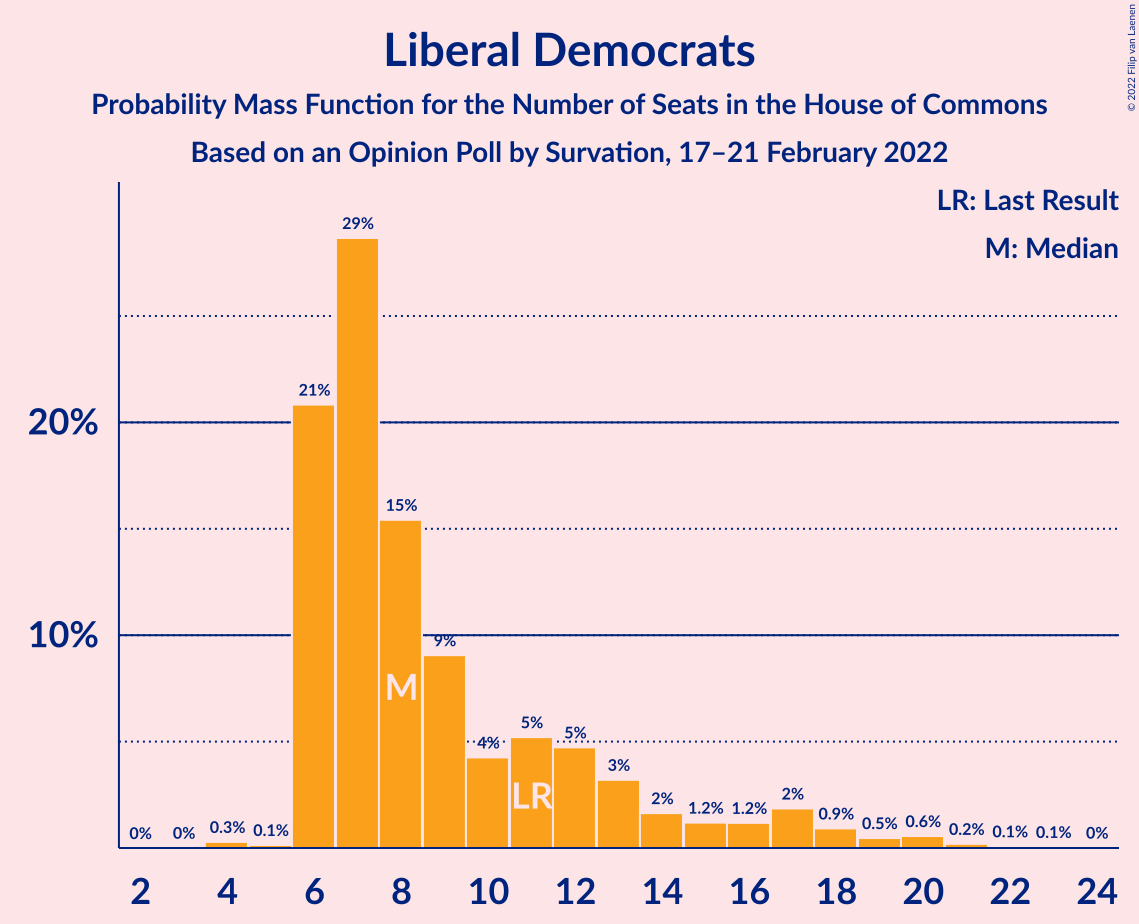 Liberal Democrats
Probability Mass Function for the Number of Seats in the House of Commons
Based on an Opinion Poll by Survation, 17–21 February 2022
© 2022 Filip van Laenen
LR: Last Result
M: Median
20%
10%
0% 0% 0.3% 0.1% 21% 29% 15% 9% 4% 5% 5% 3% 2% 1.2% 1.2% 2% 0.9% 0.5% 0.6% 0.2% 0.1% 0.1% 0%
M
LR
2 4 6 8 10 12 14 16 18 20 22 24